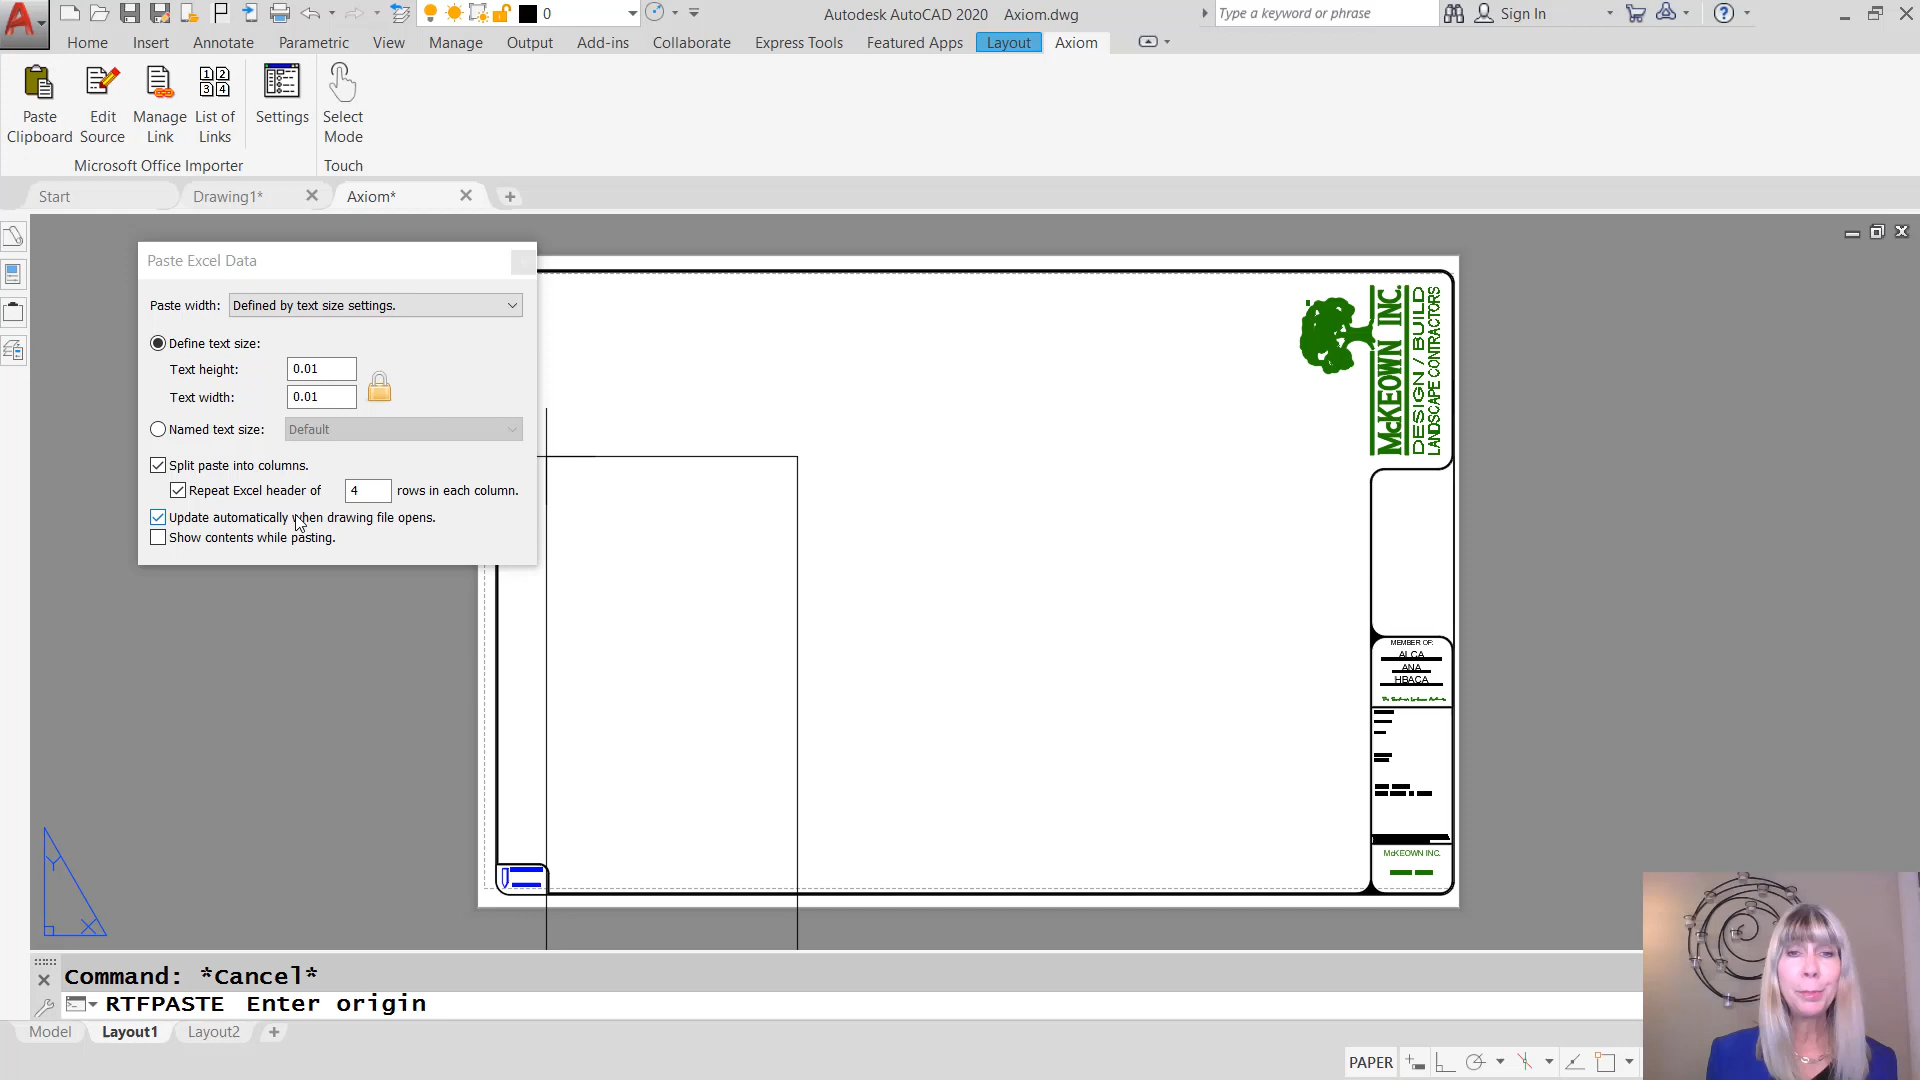 0
Autodesk AutoCAD 2020 Axiom.dwg
Type a keyword or phrase
Sign In
Home Insert Annotate Parametric View Manage Output Add-ins Collaborate Express Tools Featured Apps Layout Axiom
Paste Clipboard
Edit Source
Manage Link
List of Links
Settings
Select Mode
Microsoft Office Importer
Touch
Start
Drawing1*
Axiom*
Paste Excel Data
Paste width: Defined by text size settings.
Define text size:
Text height: 0.01
Text width: 0.01
Named text size: Default
Split paste into columns.
Repeat Excel header of 4 rows in each column.
Update automatically when drawing file opens.
Show contents while pasting.
McKEOWN INC.
DESIGN / BUILD
LANDSCAPE CONTRACTORS
MEMBER OF:
ALCA
ANA
HBACA
McKEOWN INC.
Y
X
Command: *Cancel*
RTFPASTE Enter origin
Model Layout1 Layout2
PAPER